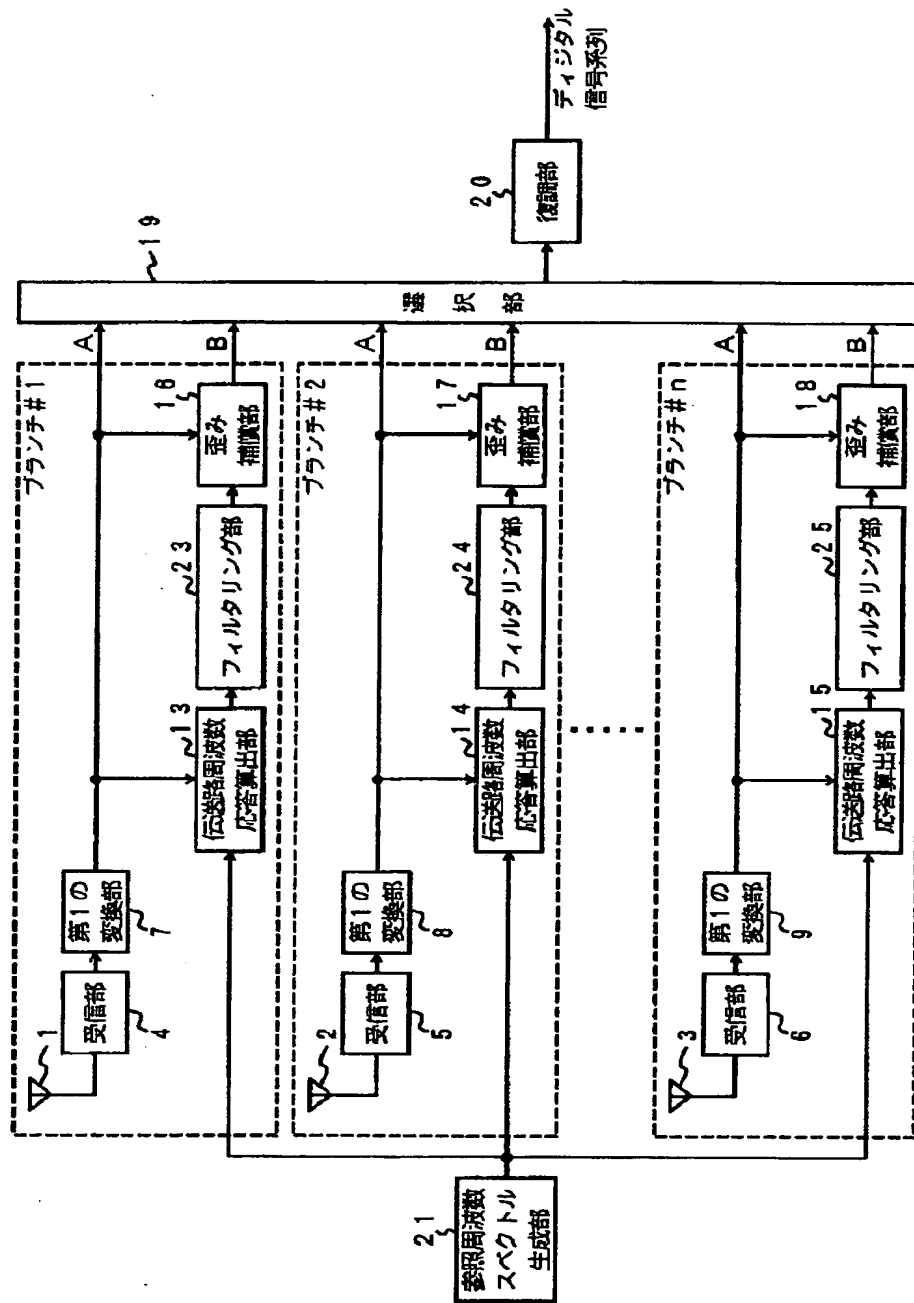 ブランチ#1
1
受信部
4
第1の
変換部
7
伝送路周波数
応答算出部
13
フィルタリング部
23
歪み
補償部
16
A
B
ブランチ#2
2
受信部
5
第1の
変換部
8
伝送路周波数
応答算出部
14
フィルタリング部
24
歪み
補償部
17
A
B
ブランチ#n
3
受信部
6
第1の
変換部
9
伝送路周波数
応答算出部
15
フィルタリング部
25
歪み
補償部
18
A
B
21
参照周波数
スペクトル
生成部
選択部
19
20
復調部
ディジタル
信号系列